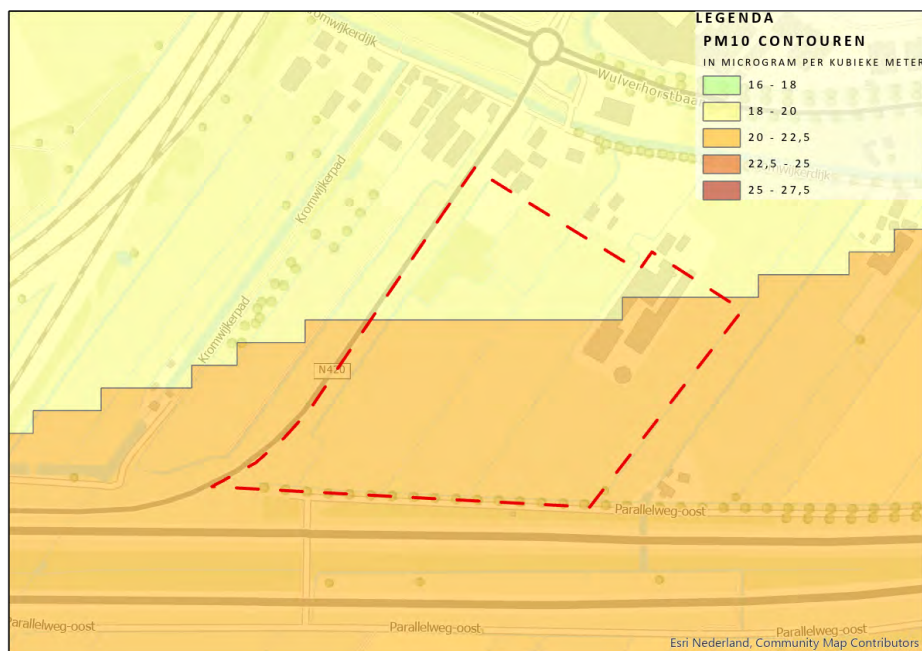 LEGENDA
PM10 CONTOUREN
IN MICROGRAM PER KUBIEKE METER
16 - 18
18 - 20
20 - 22,5
22,5 - 25
25 - 27,5
Kromwijkerdijk
Wulverhorstbaan
Kromwijkerdijk
Kromwijkerpad
Kromwijkerpad
N420
Parallelweg-oost
Parallelweg-oost
Parallelweg-oost
Parallelweg-oost
Esri Nederland, Community Map Contributors